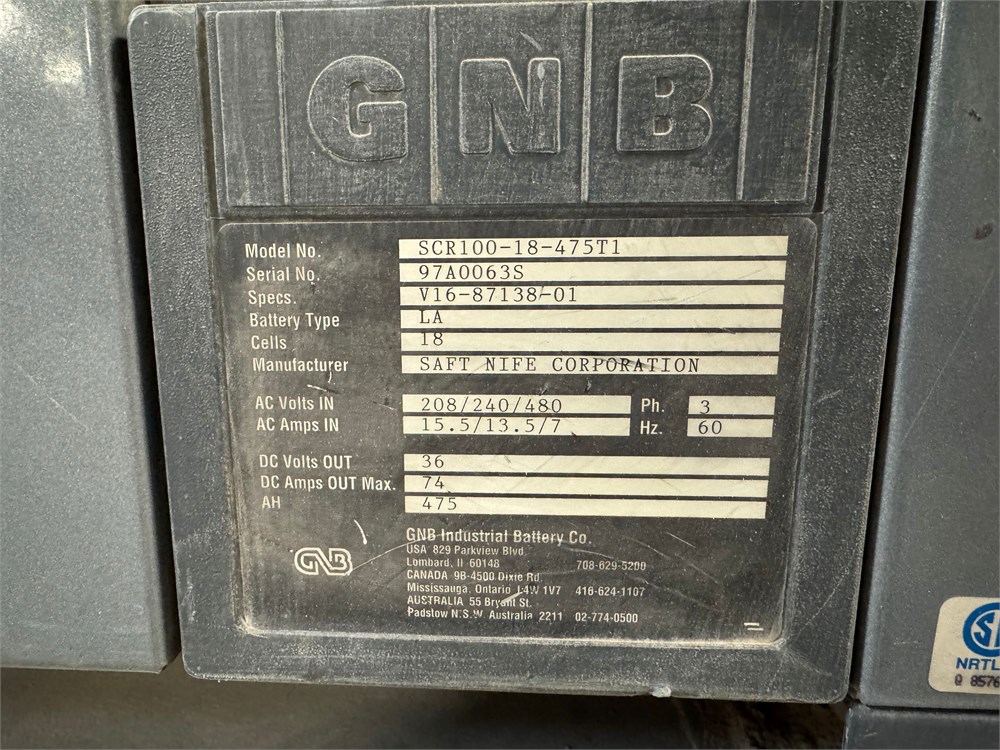 GNB
Model No. SCR100-18-475T1
Serial No. 97A0063S
Specs. V16-87138-01
Battery Type LA
Cells 18
Manufacturer SAFT NIFE CORPORATION
AC Volts IN 208/240/480 Ph. 3
AC Amps IN 15.5/13.5/7 Hz. 60
DC Volts OUT 36
DC Amps OUT Max. 74
AH 475
GNB
GNB Industrial Battery Co.
USA 829 Parkview Blvd.
Lombard, Il 60148 708-629-5200
CANADA 9B-4500 Dixie Rd.
Mississauga, Ontario L4W 1V7 416-624-1107
AUSTRALIA 55 Bryant St.
Padstow N.S.W. Australia 2211 02-774-0500
NRTL